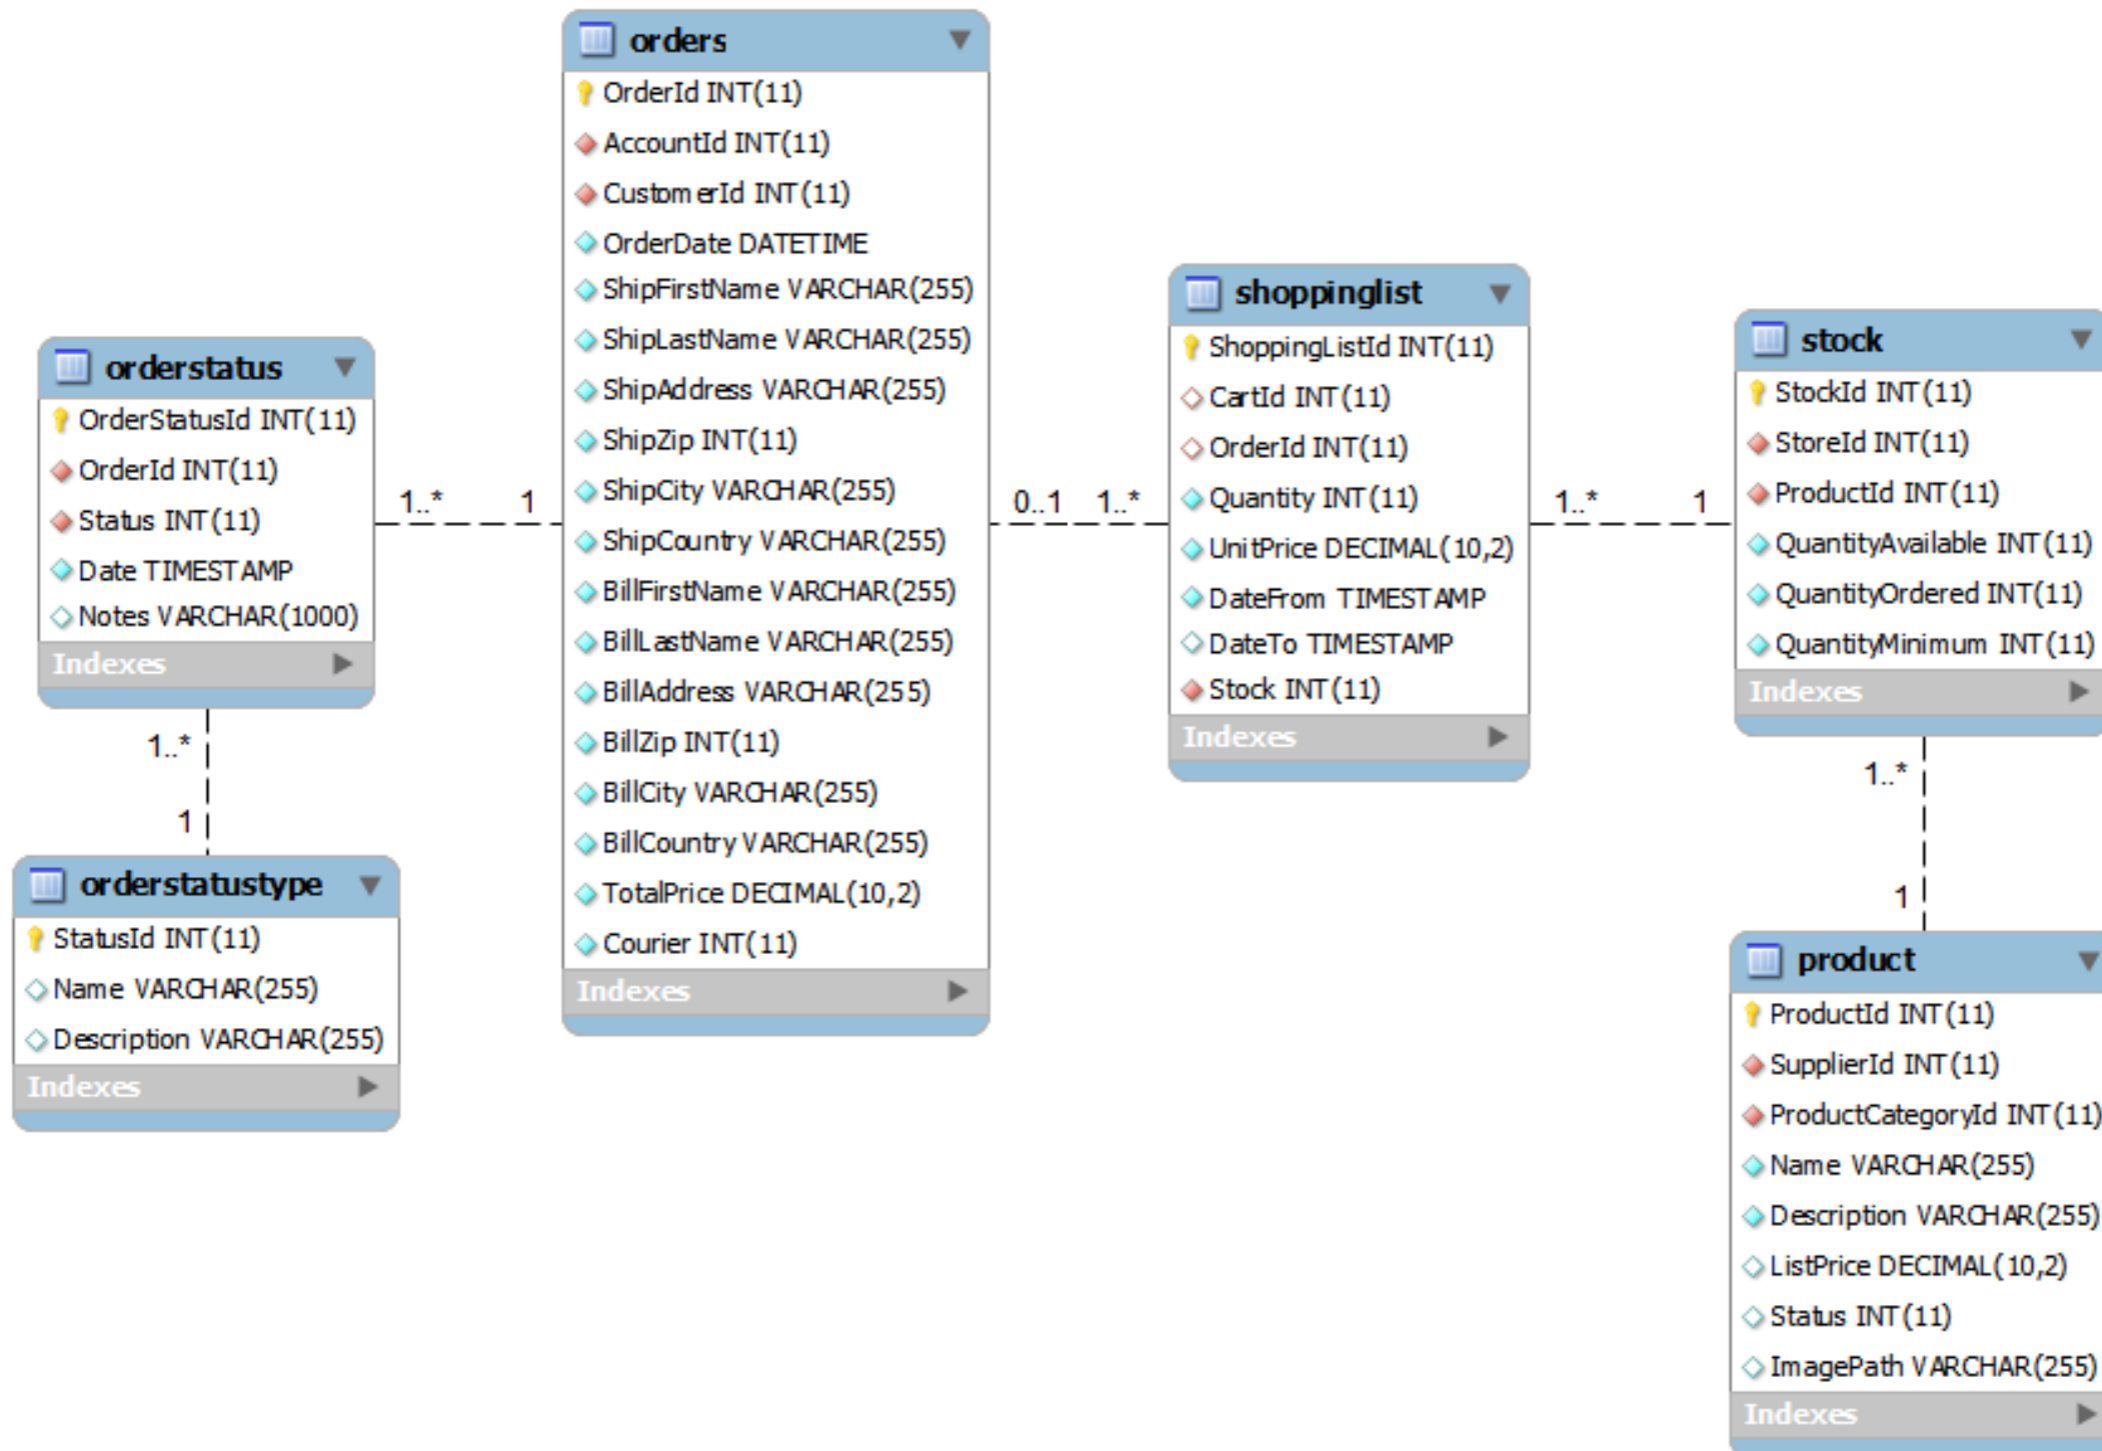 orders
OrderId INT(11)
AccountId INT(11)
CustomerId INT(11)
OrderDate DATETIME
ShipFirstName VARCHAR(255)
ShipLastName VARCHAR(255)
ShipAddress VARCHAR(255)
ShipZip INT(11)
ShipCity VARCHAR(255)
ShipCountry VARCHAR(255)
BillFirstName VARCHAR(255)
BillLastName VARCHAR(255)
BillAddress VARCHAR(255)
BillZip INT(11)
BillCity VARCHAR(255)
BillCountry VARCHAR(255)
TotalPrice DECIMAL(10,2)
Courier INT(11)
Indexes
orderstatus
OrderStatusId INT(11)
OrderId INT(11)
Status INT(11)
Date TIMESTAMP
Notes VARCHAR(1000)
Indexes
1..* 1
1..*
1
orderstatustype
StatusId INT(11)
Name VARCHAR(255)
Description VARCHAR(255)
Indexes
0..1 1..*
shoppinglist
ShoppingListId INT(11)
CartId INT(11)
OrderId INT(11)
Quantity INT(11)
UnitPrice DECIMAL(10,2)
DateFrom TIMESTAMP
DateTo TIMESTAMP
Stock INT(11)
Indexes
1..* 1
stock
StockId INT(11)
StoreId INT(11)
ProductId INT(11)
QuantityAvailable INT(11)
QuantityOrdered INT(11)
QuantityMinimum INT(11)
Indexes
1..*
1
product
ProductId INT(11)
SupplierId INT(11)
ProductCategoryId INT(11)
Name VARCHAR(255)
Description VARCHAR(255)
ListPrice DECIMAL(10,2)
Status INT(11)
ImagePath VARCHAR(255)
Indexes